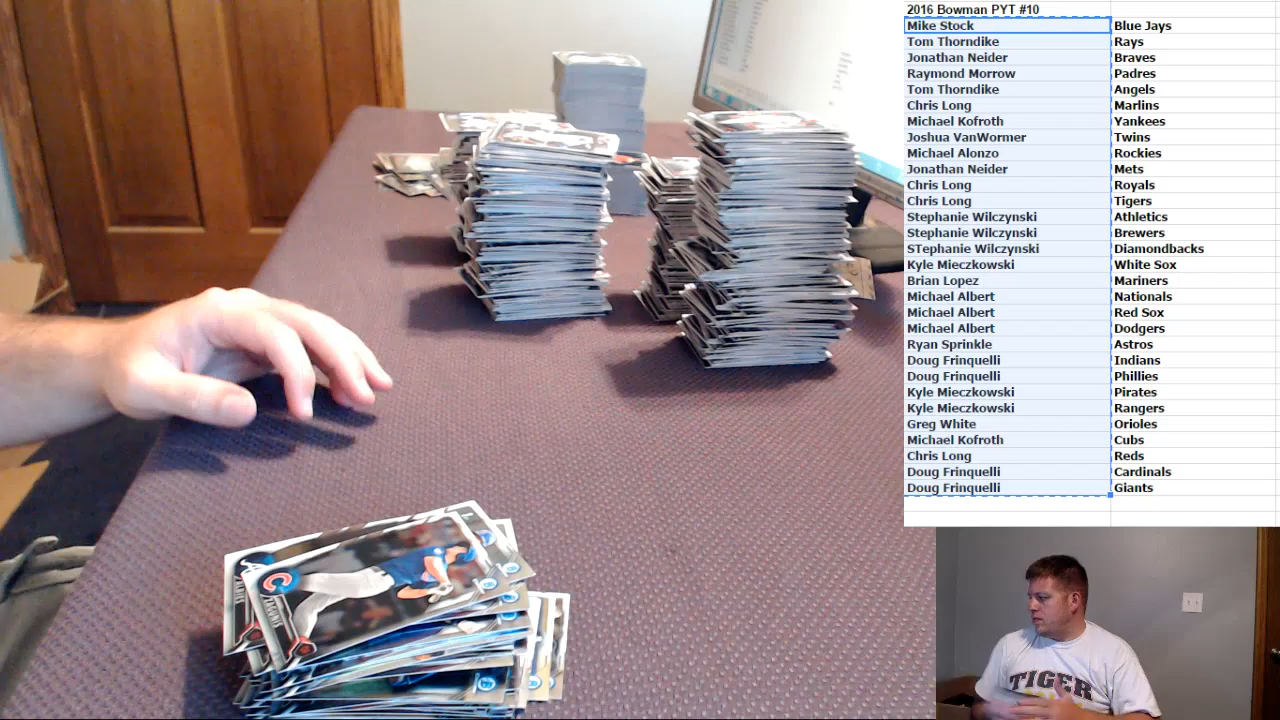 2016 Bowman PYT #10
Mike Stock Blue Jays
Tom Thorndike Rays
Jonathan Neider Braves
Raymond Morrow Padres
Tom Thorndike Angels
Chris Long Marlins
Michael Kofroth Yankees
Joshua VanWormer Twins
Michael Alonzo Rockies
Jonathan Neider Mets
Chris Long Royals
Chris Long Tigers
Stephanie Wilczynski Athletics
Stephanie Wilczynski Brewers
STephanie Wilczynski Diamondbacks
Kyle Mieczkowski White Sox
Brian Lopez Mariners
Michael Albert Nationals
Michael Albert Red Sox
Michael Albert Dodgers
Ryan Sprinkle Astros
Doug Frinquelli Indians
Doug Frinquelli Phillies
Kyle Mieczkowski Pirates
Kyle Mieczkowski Rangers
Greg White Orioles
Michael Kofroth Cubs
Chris Long Reds
Doug Frinquelli Cardinals
Doug Frinquelli Giants
TIGER